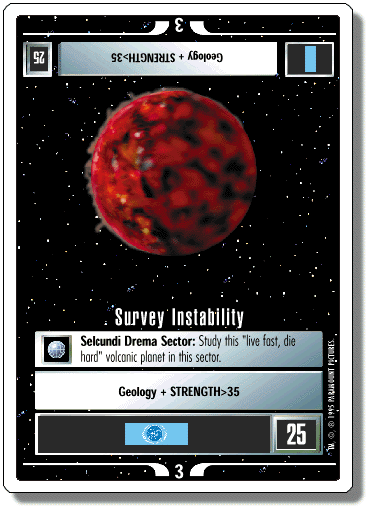 3
25
Geology + STRENGTH>35
Survey Instability
Selcundi Drema Sector: Study this "live fast, die
hard" volcanic planet in this sector.
Geology + STRENGTH>35
25
3
TM, ©, ® 1995 PARAMOUNT PICTURES.